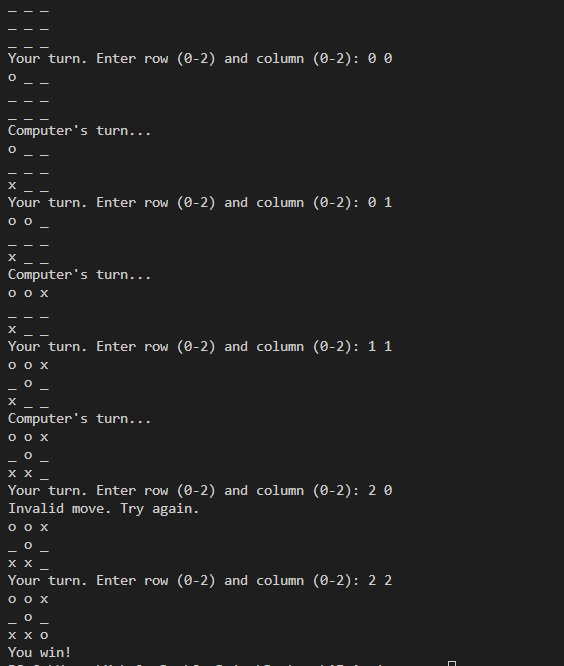 _ _ _
_ _ _
_ _ _
Your turn. Enter row (0-2) and column (0-2): 0 0
o _ _
_ _ _
_ _ _
Computer's turn...
o _ _
_ _ _
x _ _
Your turn. Enter row (0-2) and column (0-2): 0 1
o o _
_ _ _
x _ _
Computer's turn...
o o x
_ _ _
x _ _
Your turn. Enter row (0-2) and column (0-2): 1 1
o o x
_ o _
x _ _
Computer's turn...
o o x
_ o _
x x _
Your turn. Enter row (0-2) and column (0-2): 2 0
Invalid move. Try again.
o o x
_ o _
x x _
Your turn. Enter row (0-2) and column (0-2): 2 2
o o x
_ o _
x x o
You win!